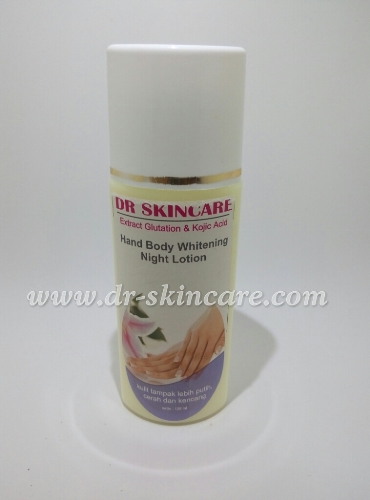 DR SKINCARE
Extract Glutation & Kojic Acid
Hand Body Whitening
Night Lotion
www.dr-skincare.com
kulit tampak lebih putih,
cerah dan kencang